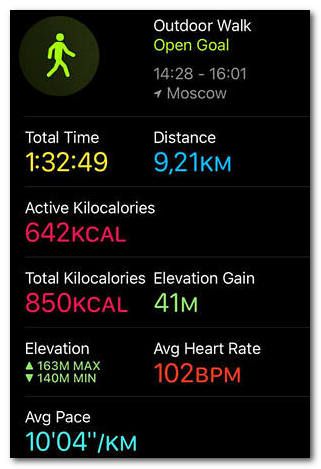 Outdoor Walk
Open Goal
14:28 - 16:01
Moscow
Total Time Distance
1:32:49 9,21KM
Active Kilocalories
642KCAL
Total Kilocalories Elevation Gain
850KCAL 41M
Elevation Avg Heart Rate
▲ 163M MAX
▼ 140M MIN
102BPM
Avg Pace
10'04"/KM